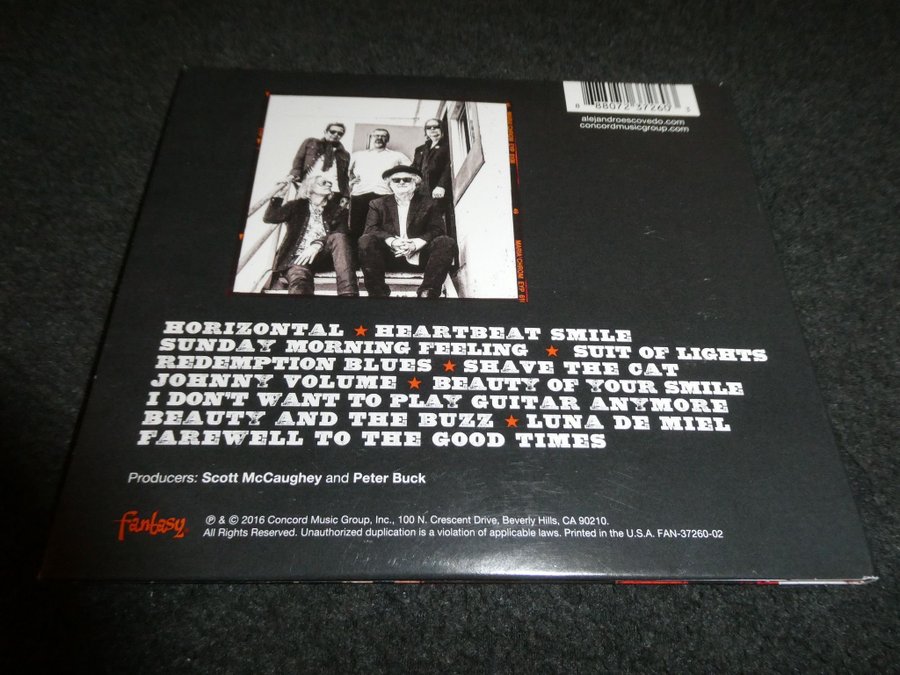 8 88072 37260 3
alejandroescovedo.com
concordmusicgroup.com
HORIZONTAL ★ HEARTBEAT SMILE
SUNDAY MORNING FEELING ★ SUIT OF LIGHTS
REDEMPTION BLUES ★ SHAVE THE CAT
JOHNNY VOLUME ★ BEAUTY OF YOUR SMILE
I DON'T WANT TO PLAY GUITAR ANYMORE
BEAUTY AND THE BUZZ ★ LUNA DE MIEL
FAREWELL TO THE GOOD TIMES
Producers: Scott McCaughey and Peter Buck
Fantasy
℗ & © 2016 Concord Music Group, Inc., 100 N. Crescent Drive, Beverly Hills, CA 90210.
All Rights Reserved. Unauthorized duplication is a violation of applicable laws. Printed in the U.S.A. FAN-37260-02